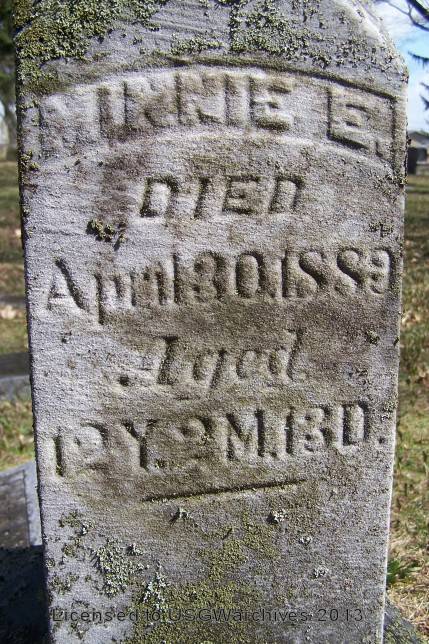 MINNIE E.
DIED
April 30, 1889
Aged
12Y. 2M. 13D.
Licensed to USGWarchives 2013